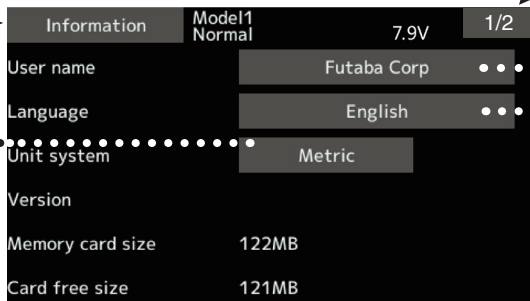 Information Model1 Normal 7.9V 1/2
User name Futaba Corp
Language English
Unit system Metric
Version
Memory card size 122MB
Card free size 121MB